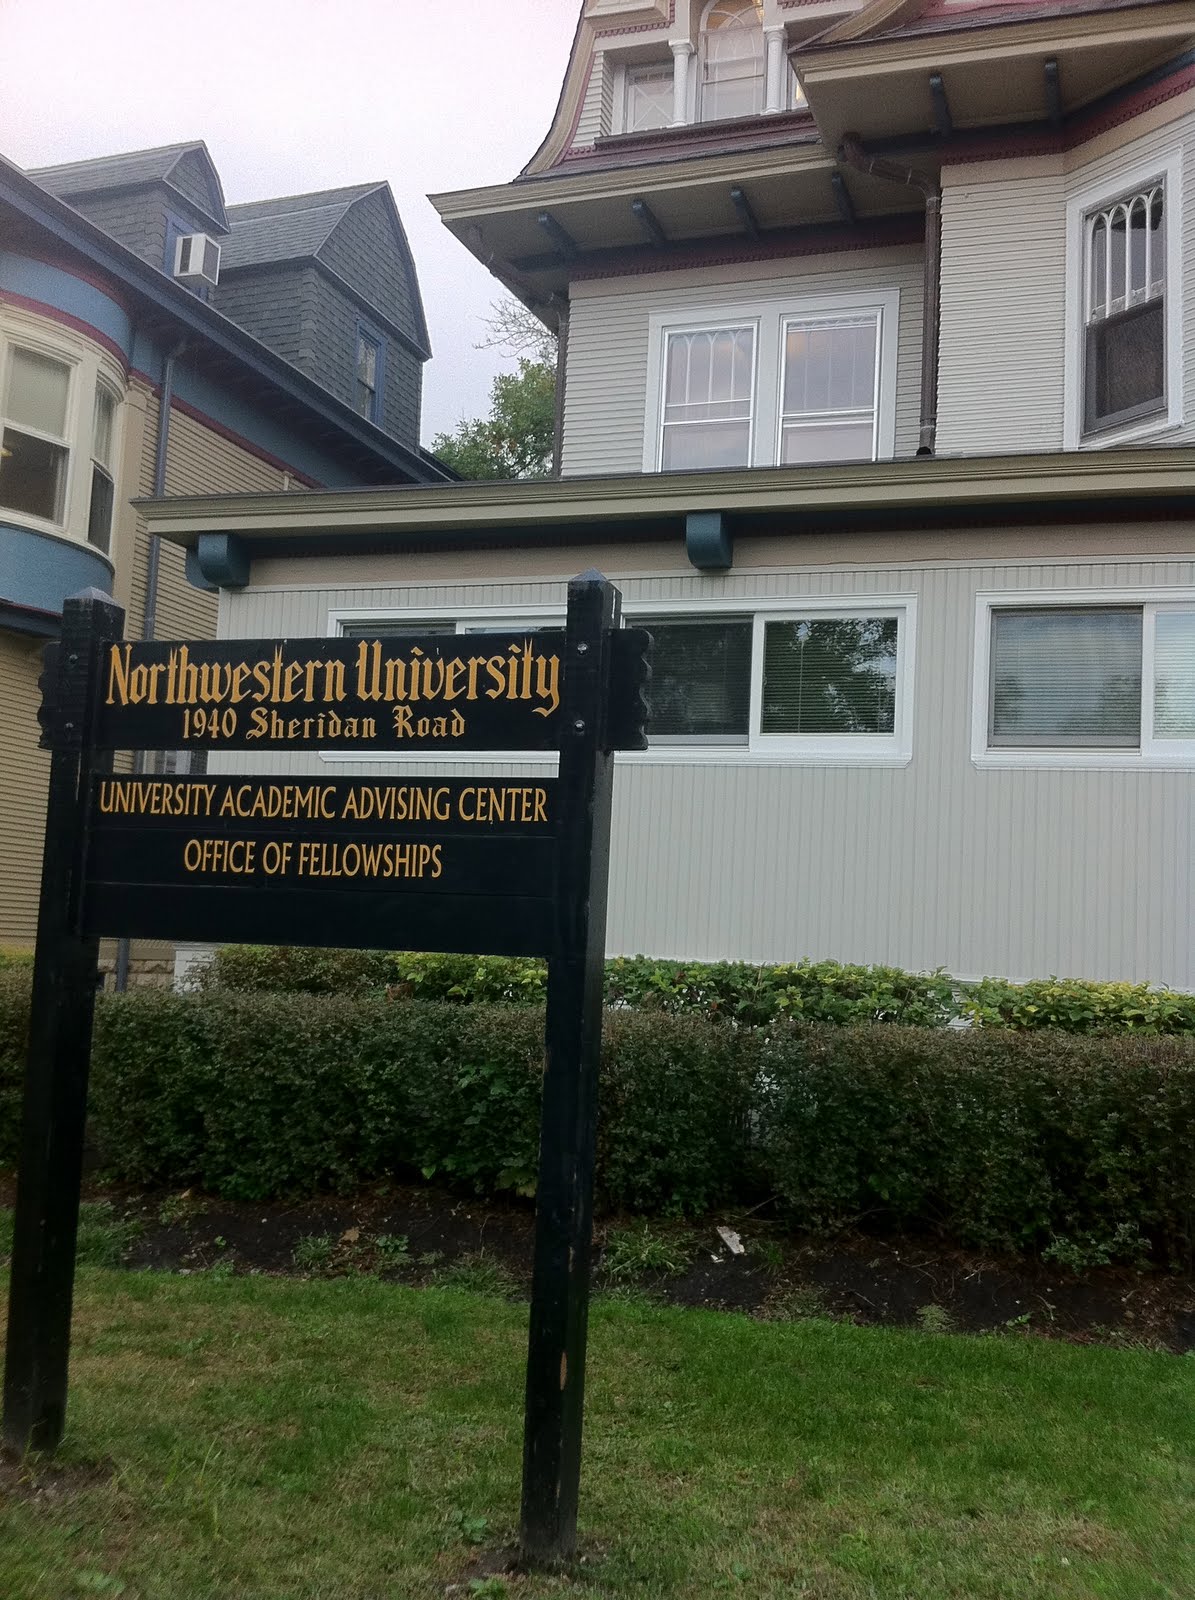 Northwestern University
1940 Sheridan Road
UNIVERSITY ACADEMIC ADVISING CENTER
OFFICE OF FELLOWSHIPS